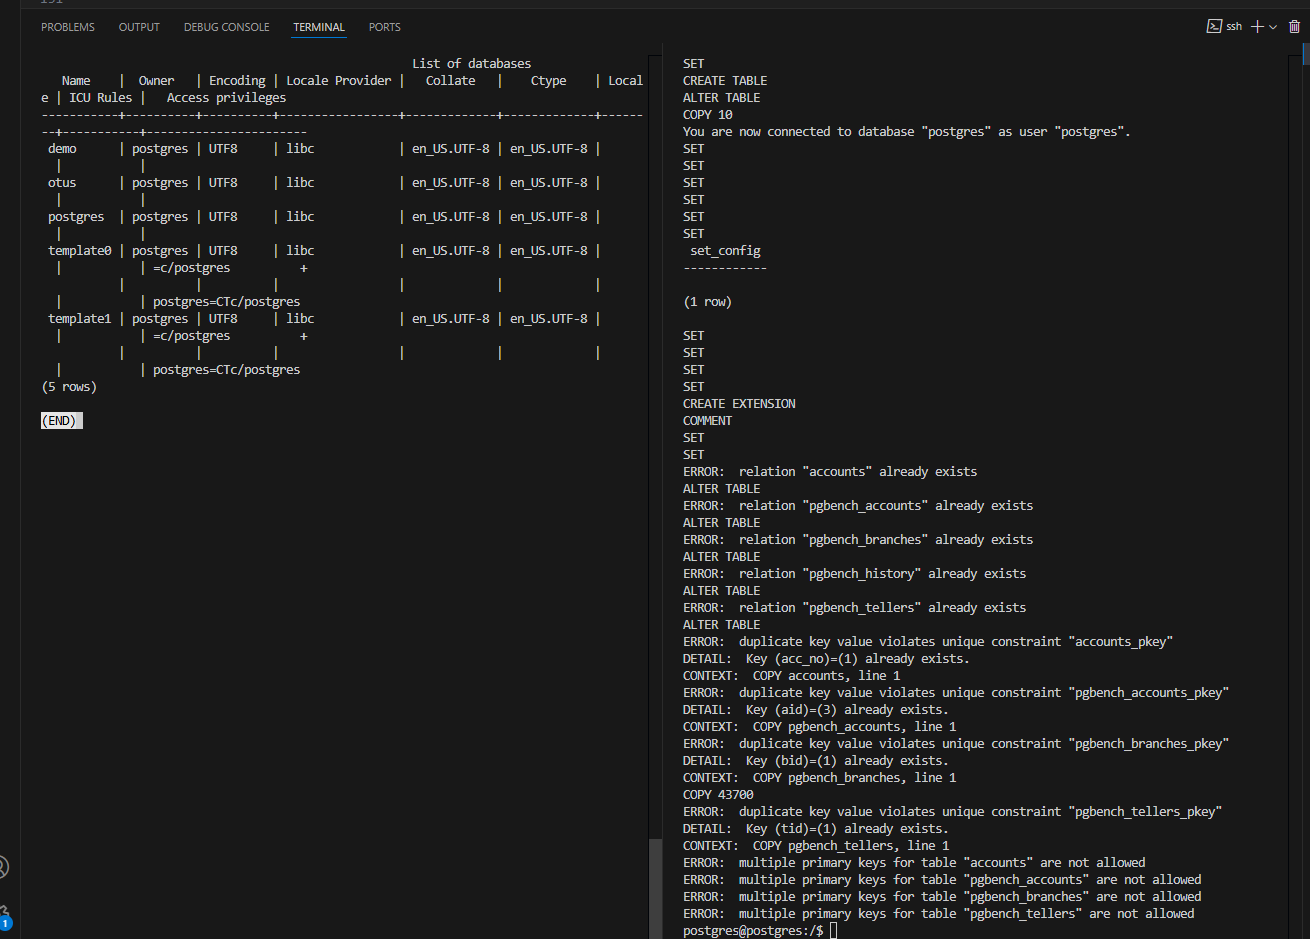 PROBLEMS OUTPUT DEBUG CONSOLE TERMINAL PORTS ssh
List of databases
Name | Owner | Encoding | Locale Provider | Collate | Ctype | Local
e | ICU Rules | Access privileges
-----------+----------+----------+-----------------+-------------+-------------+------
--+-----------+-----------------------
demo | postgres | UTF8 | libc | en_US.UTF-8 | en_US.UTF-8 |
| |
otus | postgres | UTF8 | libc | en_US.UTF-8 | en_US.UTF-8 |
| |
postgres | postgres | UTF8 | libc | en_US.UTF-8 | en_US.UTF-8 |
| |
template0 | postgres | UTF8 | libc | en_US.UTF-8 | en_US.UTF-8 |
| | =c/postgres +
| | | | | |
| | postgres=CTc/postgres
template1 | postgres | UTF8 | libc | en_US.UTF-8 | en_US.UTF-8 |
| | =c/postgres +
| | | | | |
| | postgres=CTc/postgres
(5 rows)
(END)
SET
CREATE TABLE
ALTER TABLE
COPY 10
You are now connected to database "postgres" as user "postgres".
SET
SET
SET
SET
SET
SET
set_config
------------
(1 row)
SET
SET
SET
SET
CREATE EXTENSION
COMMENT
SET
SET
ERROR: relation "accounts" already exists
ALTER TABLE
ERROR: relation "pgbench_accounts" already exists
ALTER TABLE
ERROR: relation "pgbench_branches" already exists
ALTER TABLE
ERROR: relation "pgbench_history" already exists
ALTER TABLE
ERROR: relation "pgbench_tellers" already exists
ALTER TABLE
ERROR: duplicate key value violates unique constraint "accounts_pkey"
DETAIL: Key (acc_no)=(1) already exists.
CONTEXT: COPY accounts, line 1
ERROR: duplicate key value violates unique constraint "pgbench_accounts_pkey"
DETAIL: Key (aid)=(3) already exists.
CONTEXT: COPY pgbench_accounts, line 1
ERROR: duplicate key value violates unique constraint "pgbench_branches_pkey"
DETAIL: Key (bid)=(1) already exists.
CONTEXT: COPY pgbench_branches, line 1
COPY 43700
ERROR: duplicate key value violates unique constraint "pgbench_tellers_pkey"
DETAIL: Key (tid)=(1) already exists.
CONTEXT: COPY pgbench_tellers, line 1
ERROR: multiple primary keys for table "accounts" are not allowed
ERROR: multiple primary keys for table "pgbench_accounts" are not allowed
ERROR: multiple primary keys for table "pgbench_branches" are not allowed
ERROR: multiple primary keys for table "pgbench_tellers" are not allowed
postgres@postgres:/$
1